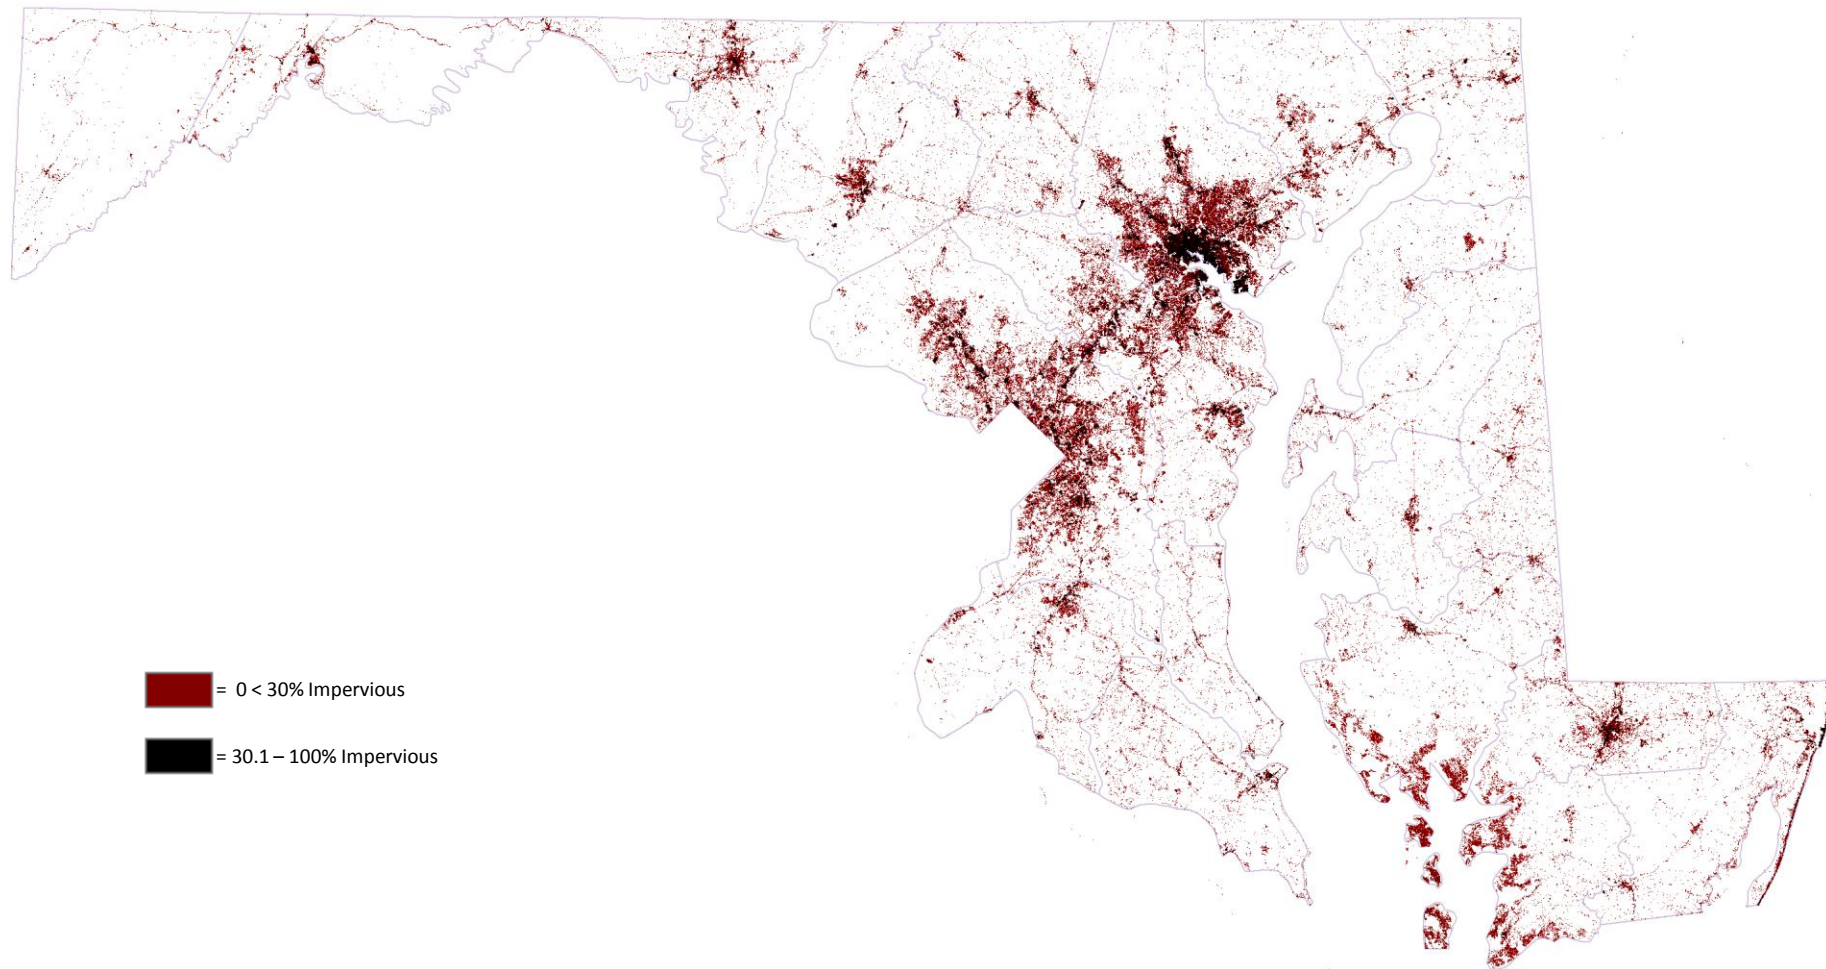 = 0 < 30% Impervious
= 30.1 – 100% Impervious